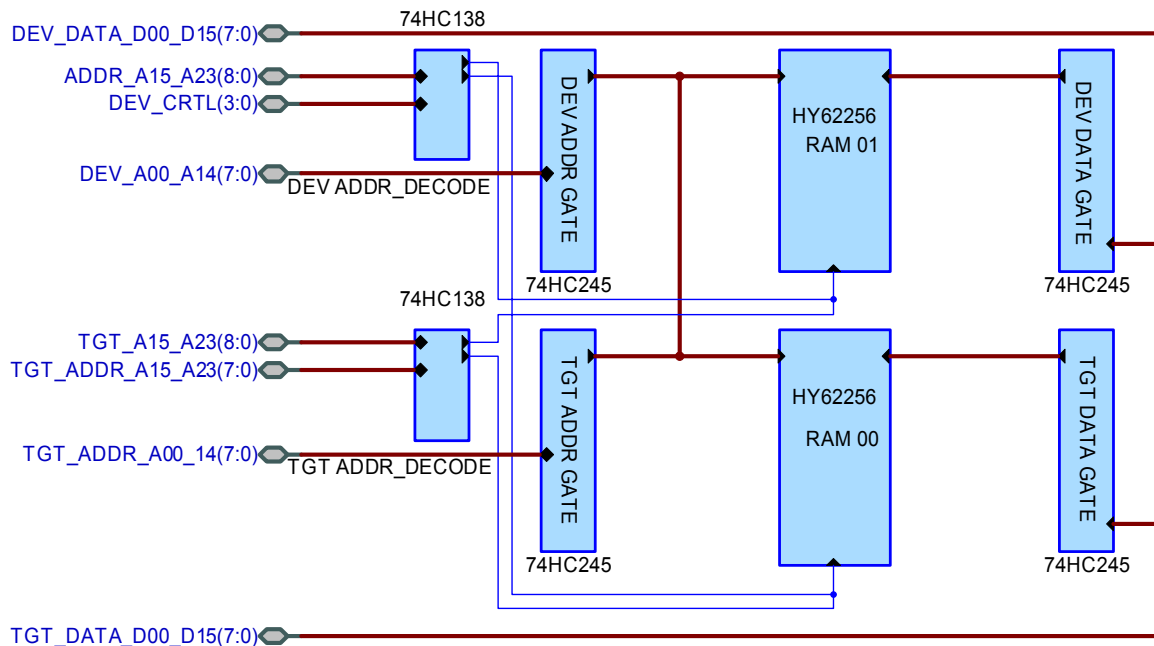 74HC138
DEV_DATA_D00_D15(7:0)
ADDR_A15_A23(8:0)
DEV_CRTL(3:0)
DEV_A00_A14(7:0)
DEV ADDR_DECODE
DEV ADDR GATE
74HC245
HY62256
RAM 01
DEV DATA GATE
74HC245
74HC138
TGT_A15_A23(8:0)
TGT_ADDR_A15_A23(7:0)
TGT_ADDR_A00_14(7:0)
TGT ADDR_DECODE
TGT ADDR GATE
74HC245
HY62256
RAM 00
TGT DATA GATE
74HC245
TGT_DATA_D00_D15(7:0)